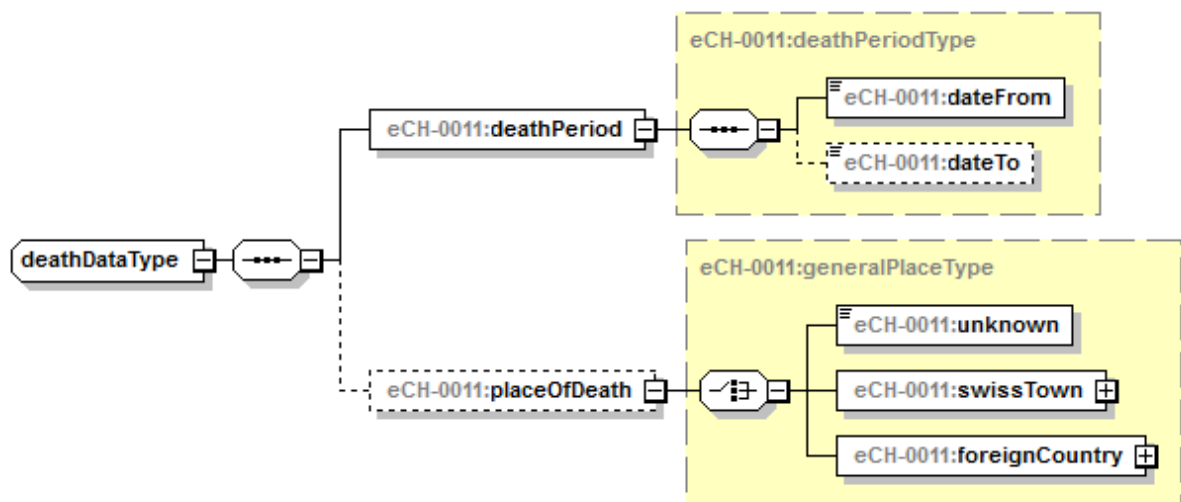 eCH-0011:deathPeriodType
eCH-0011:dateFrom
eCH-0011:deathPeriod
eCH-0011:dateTo
deathDataType
eCH-0011:generalPlaceType
eCH-0011:unknown
eCH-0011:placeOfDeath
eCH-0011:swissTown
eCH-0011:foreignCountry